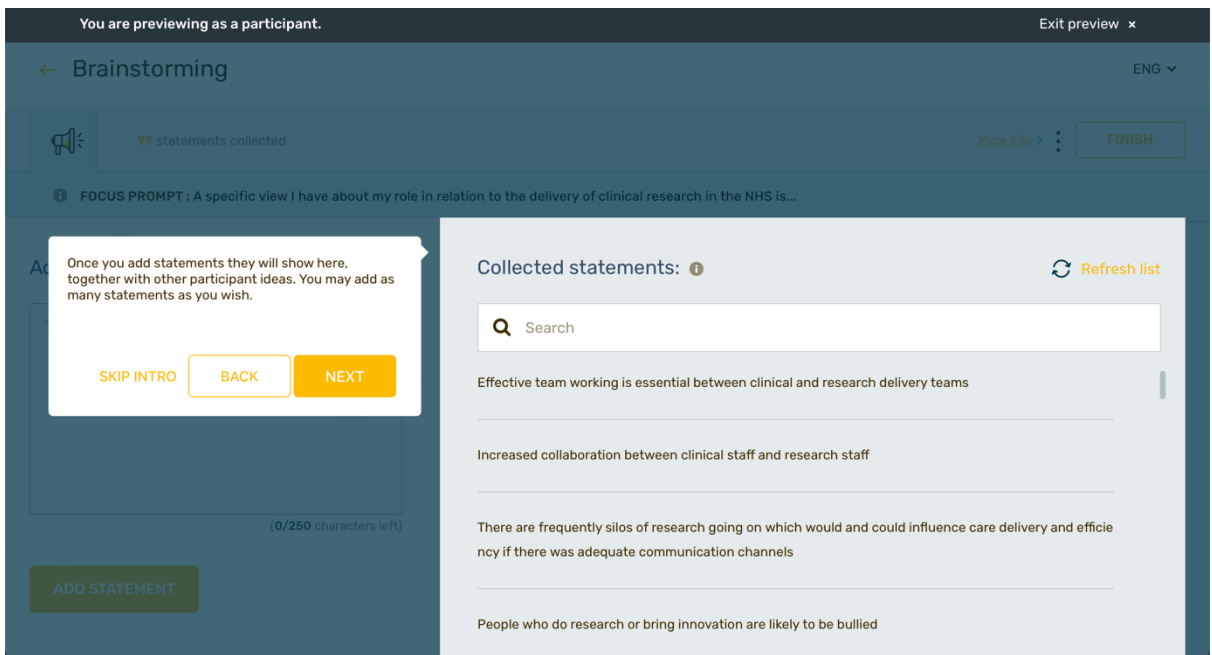 You are previewing as a participant.
Exit preview ×
Brainstorming
ENG
99 statements collected
More info >
FINISH
FOCUS PROMPT : A specific view I have about my role in relation to the delivery of clinical research in the NHS is...
Once you add statements they will show here,
together with other participant ideas. You may add as
many statements as you wish.
SKIP INTRO
BACK
NEXT
(0/250 characters left)
ADD STATEMENT
Collected statements:
Refresh list
Search
Effective team working is essential between clinical and research delivery teams
Increased collaboration between clinical staff and research staff
There are frequently silos of research going on which would and could influence care delivery and efficie
ncy if there was adequate communication channels
People who do research or bring innovation are likely to be bullied